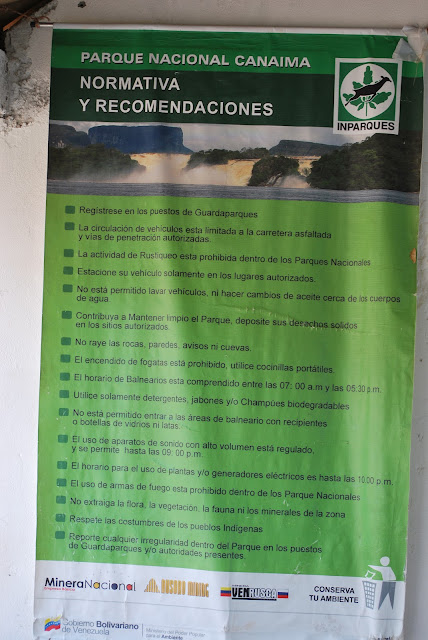 PARQUE NACIONAL CANAIMA
NORMATIVA
Y RECOMENDACIONES
INPARQUES
Regístrese en los puestos de Guardaparques
La circulación de vehículos esta limitada a la carretera asfaltada
y vías de penetración autorizadas.
La actividad de Rustiqueo esta prohibida dentro de los Parques Nacionales
Estacione su vehiculo solamente en los lugares autorizados.
No está permitido lavar vehículos, ni hacer cambios de aceite cerca de los cuerpos
de agua.
Contribuya a Mantener limpio el Parque, deposite sus desechos solidos
en los sitios autorizados.
No raye las rocas, paredes, avisos ni cuevas.
El encendido de fogatas está prohibido, utilice cocinillas portátiles.
El horario de Balnearios esta comprendido entre las 07: 00 a.m y las 05:30 p.m.
Utilice solamente detergentes, jabones y/o Champúes biodegradables
No está permitido entrar a las áreas de balneario con recipientes
o botellas de vidrios ni latas.
El uso de aparatos de sonido con alto volumen está regulado,
y se permite hasta las 09: 00 p.m.
El horario para el uso de plantas y/o generadores eléctricos es hasta las 10:00 p.m.
El uso de armas de fuego esta prohibido dentro de los Parque Nacionales
No extraiga la flora, la vegetación, la fauna ni los minerales de la zona
Respete las costumbres de los pueblos Indígenas
Reporte cualquier irregularidad dentro del Parque en los puestos
de Guardaparques y/o autoridades presentes.
MineraNacional
VENRUSCA
CONSERVA
TU AMBIENTE
Gobierno Bolivariano
de Venezuela
Ministerio del Poder Popular
para el Ambiente